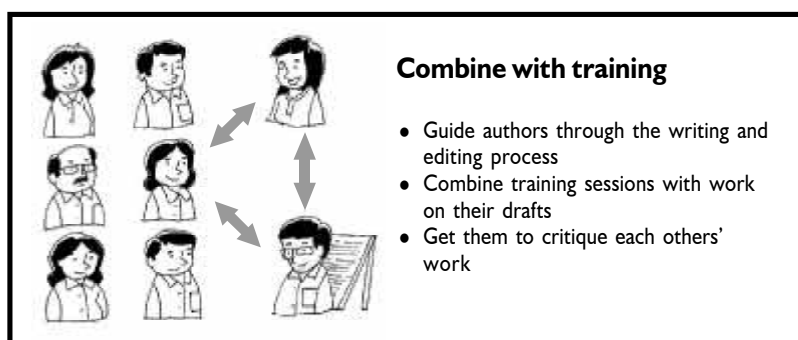 Combine with training
● Guide authors through the writing and
editing process
● Combine training sessions with work
on their drafts
● Get them to critique each others'
work